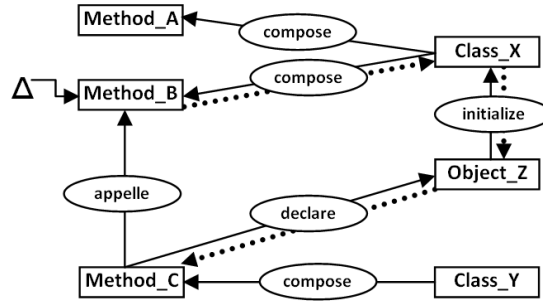 Method_A
compose
Class_X
compose
Δ
Method_B
initialize
Object_Z
appelle
declare
Method_C
compose
Class_Y